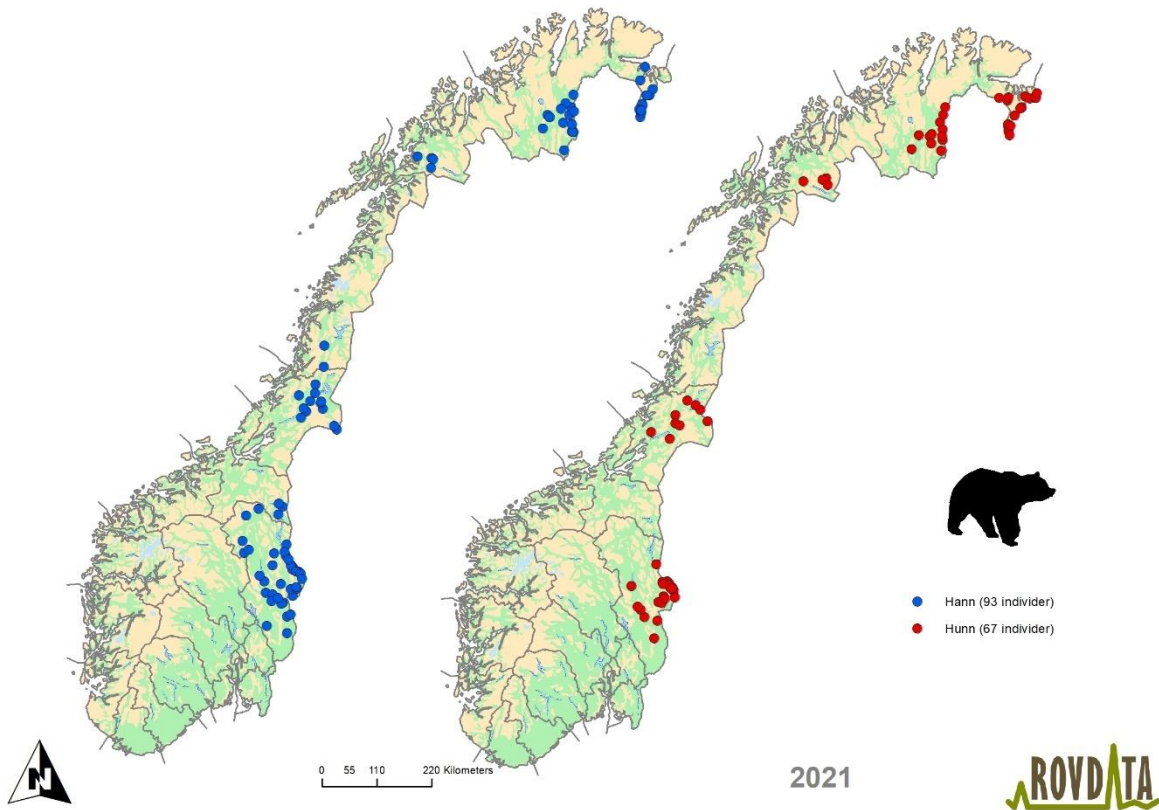 Hann (93 individer)
Hunn (67 individer)
N
0 55 110 220 Kilometers
2021
ROVDATA